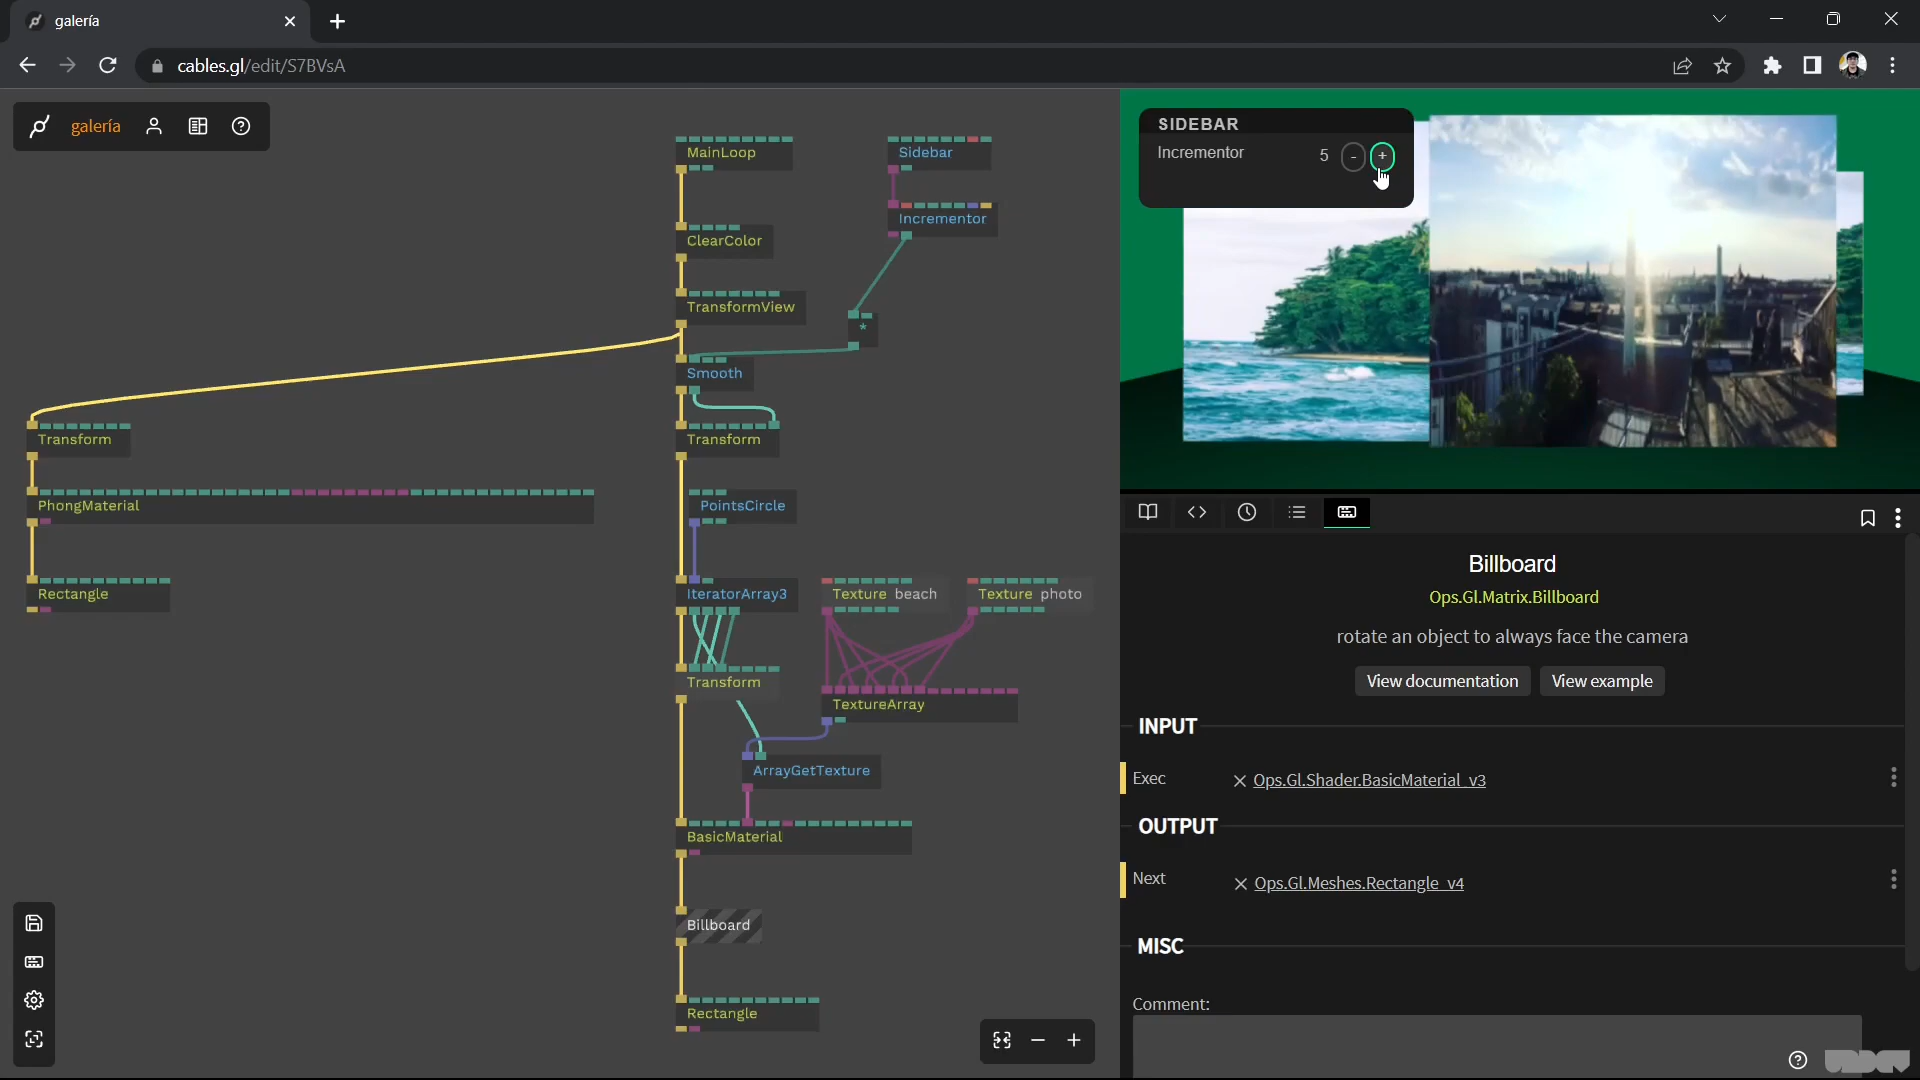 galería
cables.gl/edit/S7BVsA
galería
MainLoop
Sidebar
Incrementor
ClearColor
TransformView
*
Smooth
Transform
Transform
PointsCircle
PhongMaterial
Rectangle
IteratorArray3
Texture beach
Texture photo
Transform
TextureArray
ArrayGetTexture
BasicMaterial
Billboard
Rectangle
SIDEBAR
Incrementor 5 - +
Billboard
Ops.Gl.Matrix.Billboard
rotate an object to always face the camera
View documentation View example
INPUT
Exec Ops.Gl.Shader.BasicMaterial_v3
OUTPUT
Next Ops.Gl.Meshes.Rectangle_v4
MISC
Comment: